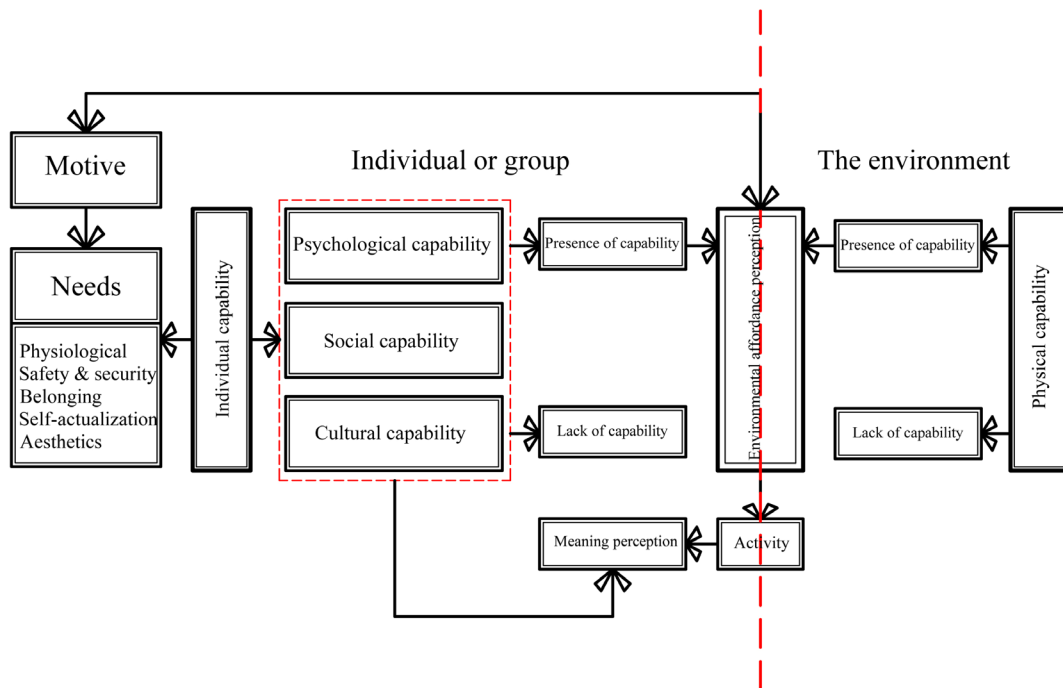 Individual or group
The environment
Motive
Needs
Physiological
Safety & security
Belonging
Self-actualization
Aesthetics
Individual capability
Psychological capability
Social capability
Cultural capability
Presence of capability
Lack of capability
Meaning perception
Environmental affordance perception
Activity
Presence of capability
Lack of capability
Physical capability